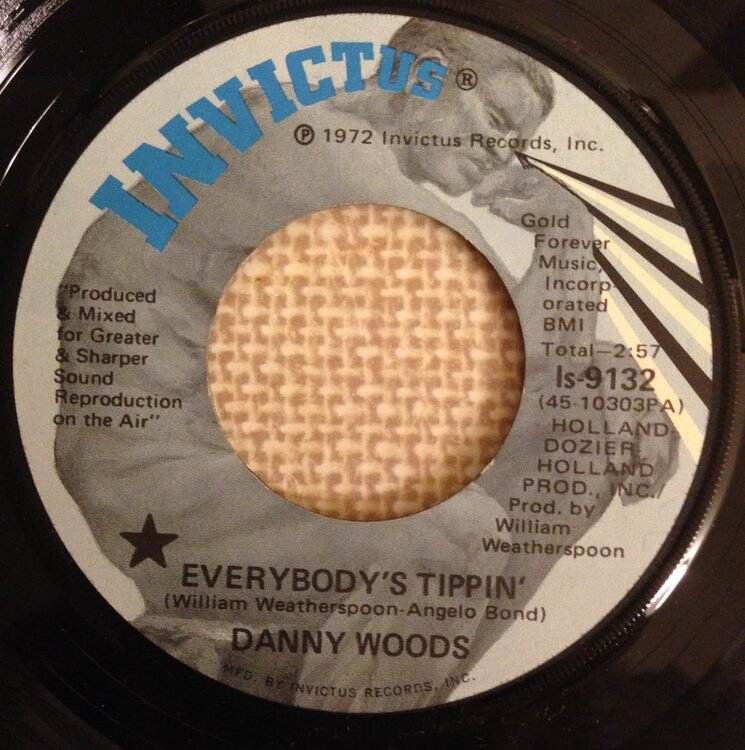 INVICTUS®
℗ 1972 Invictus Records, Inc.
"Produced
& Mixed
for Greater
& Sharper
Sound
Reproduction
on the Air"
Gold
Forever
Music,
Incorp-
orated
BMI
Total—2:57
Is-9132
(45-10303PA)
HOLLAND-
DOZIER-
HOLLAND
PROD., INC./
Prod. by
William
Weatherspoon
EVERYBODY'S TIPPIN'
(William Weatherspoon-Angelo Bond)
DANNY WOODS
MFD. BY INVICTUS RECORDS, INC.